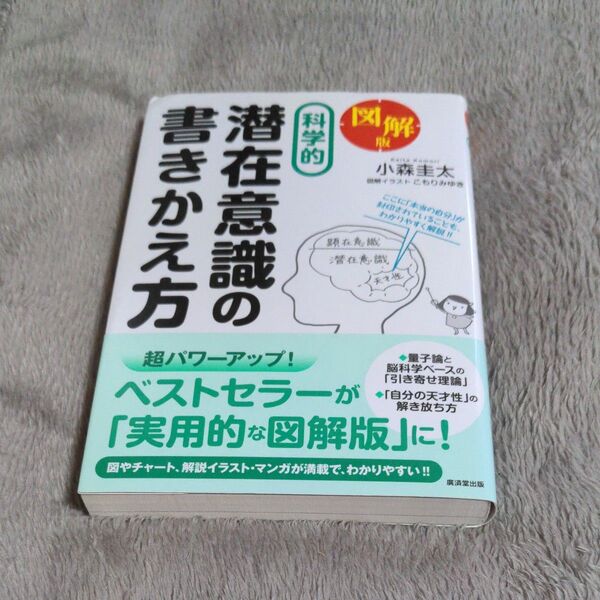 図解版
科学的
潜在意識の
書きかえ方
Keita Komori
小森圭太
図解イラスト こもりみゆき
ここに「本当の自分」が
封印されていることも、
わかりやすく解説!!
顕在意識
潜在意識
天才性
超パワーアップ!
ベストセラーが
「実用的な図解版」に!
◆量子論と
脳科学ベースの
「引き寄せ理論」
◆「自分の天才性」の
解き放ち方
図やチャート、解説イラスト・マンガが満載で、わかりやすい!!
廣済堂出版